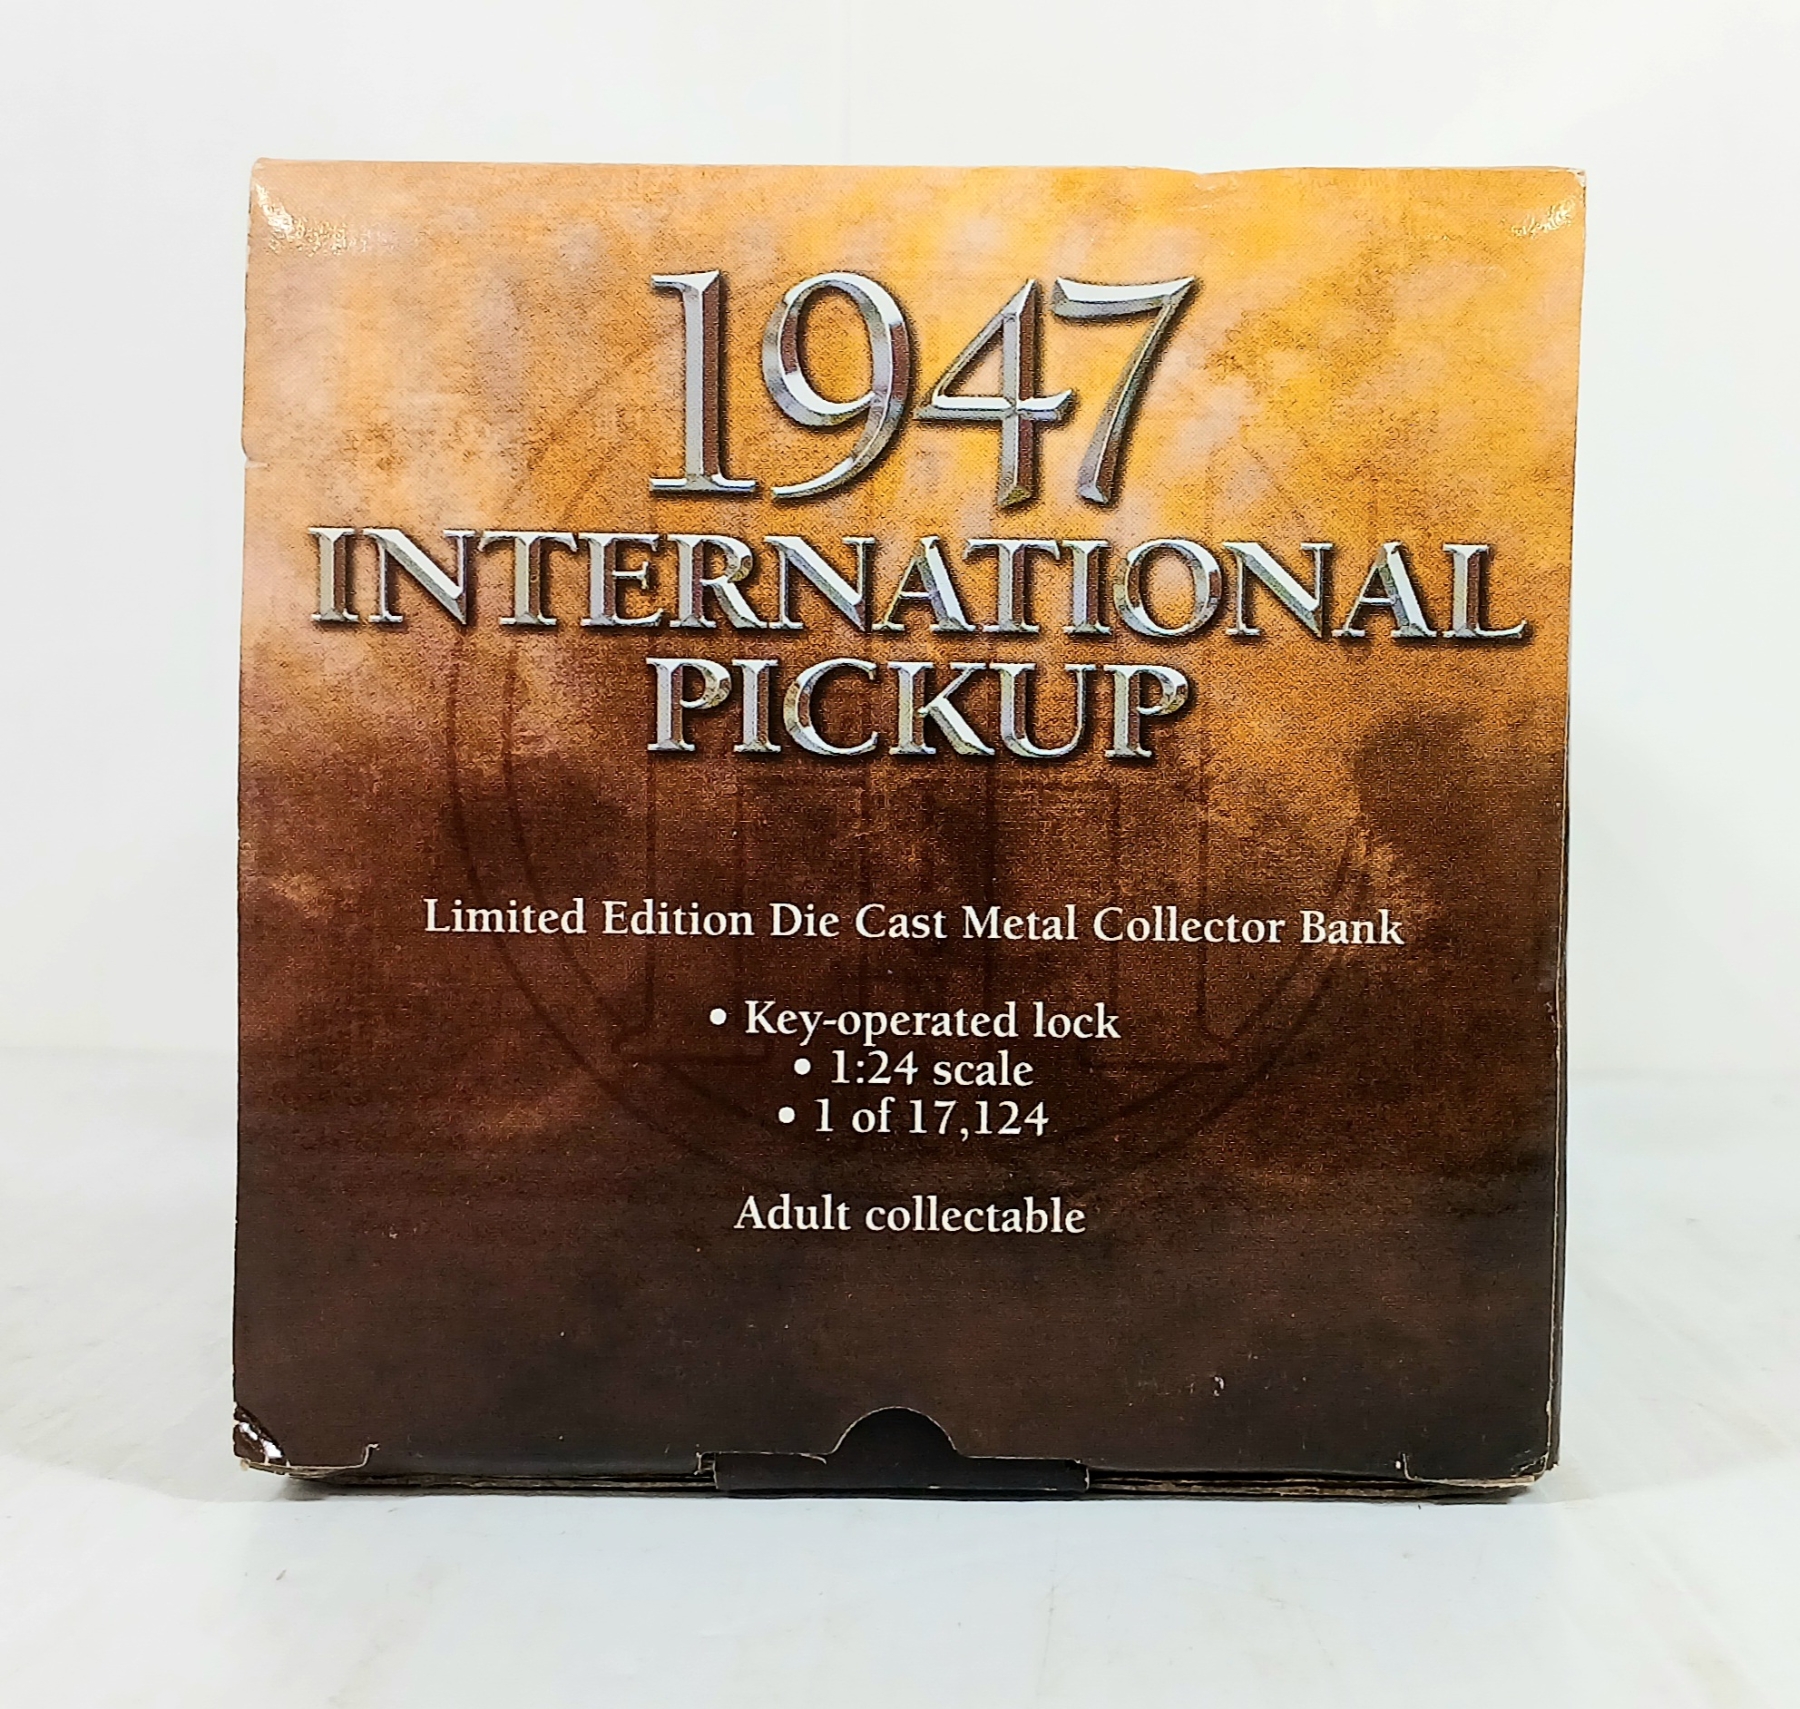 1947
INTERNATIONAL
PICKUP
Limited Edition Die Cast Metal Collector Bank
• Key-operated lock
• 1:24 scale
• 1 of 17,124
Adult collectable